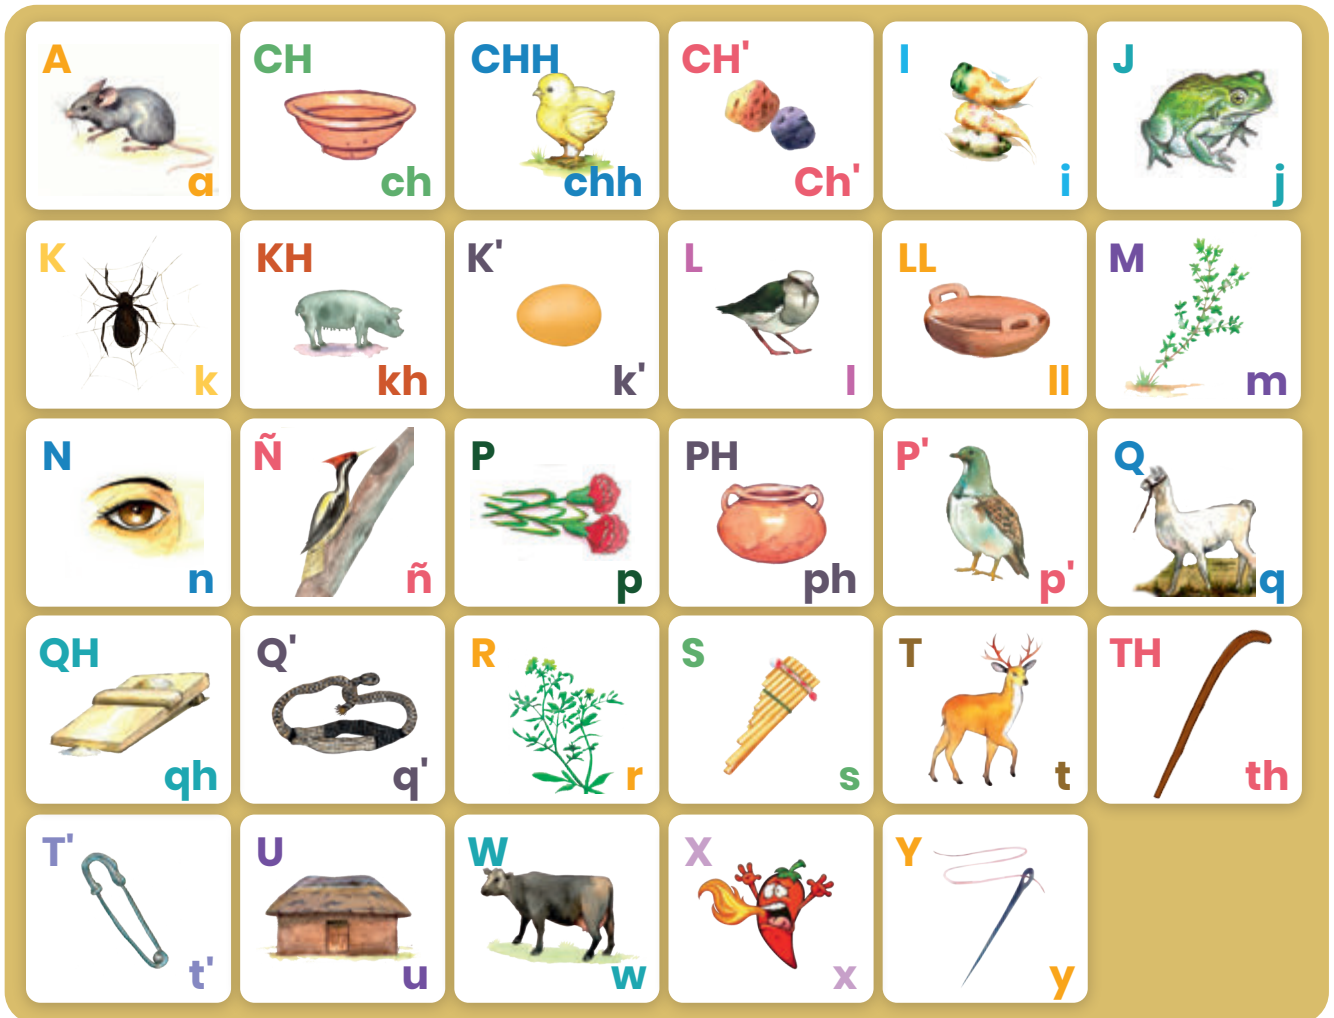 A a
CH ch
CHH chh
CH' Ch'
I i
J j
K k
KH kh
K' k'
L l
LL ll
M m
N n
Ñ ñ
P p
PH ph
P' p'
Q q
QH qh
Q' q'
R r
S s
T t
TH th
T' t'
U u
W w
X x
Y y